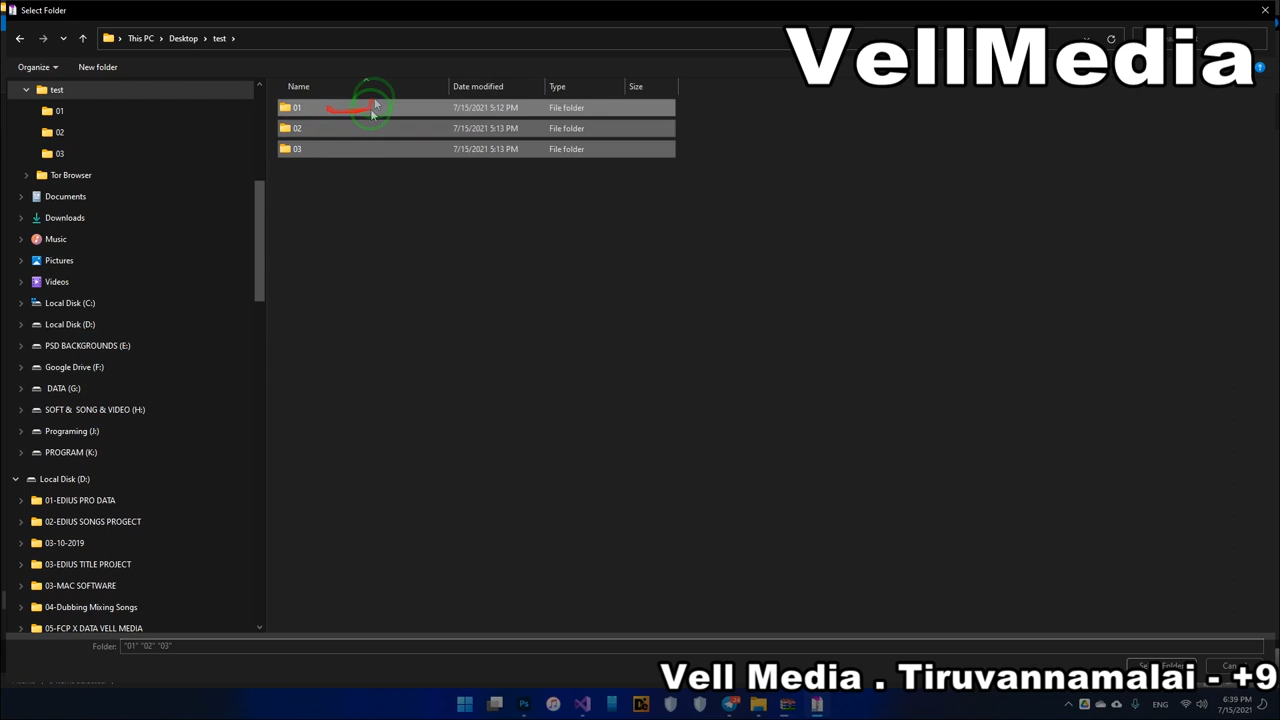 Select Folder
VellMedia
This PC > Desktop > test >
Organize
New folder
test
01
02
03
Tor Browser
Documents
Downloads
Music
Pictures
Videos
Local Disk (C:)
Local Disk (D:)
PSD BACKGROUNDS (E:)
Google Drive (F:)
DATA (G:)
SOFT & SONG & VIDEO (H:)
Programing (J:)
PROGRAM (K:)
Local Disk (D:)
01-EDIUS PRO DATA
02-EDIUS SONGS PROGECT
03-10-2019
03-EDIUS TITLE PROJECT
03-MAC SOFTWARE
04-Dubbing Mixing Songs
05-FCP X DATA VELL MEDIA
Name Date modified Type Size
01 7/15/2021 5:12 PM File folder
02 7/15/2021 5:13 PM File folder
03 7/15/2021 5:13 PM File folder
Folder: "01" "02" "03"
Vell Media . Tiruvannamalai - +9
Ps
ENG
6:39 PM
7/15/2021